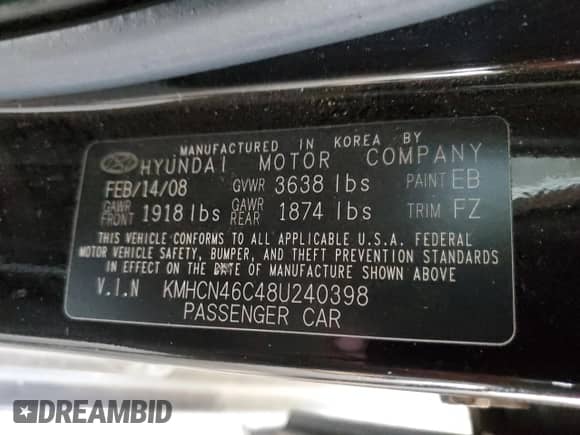 MANUFACTURED IN KOREA BY
HYUNDAI MOTOR COMPANY
FEB/14/08 GVWR 3638 lbs PAINT EB
GAWR FRONT 1918 lbs GAWR REAR 1874 lbs TRIM FZ
THIS VEHICLE CONFORMS TO ALL APPLICABLE U.S.A. FEDERAL
MOTOR VEHICLE SAFETY, BUMPER, AND THEFT PREVENTION STANDARDS
IN EFFECT ON THE DATE OF MANUFACTURE SHOWN ABOVE
V.I.N KMHCN46C48U240398
PASSENGER CAR
DREAMBID